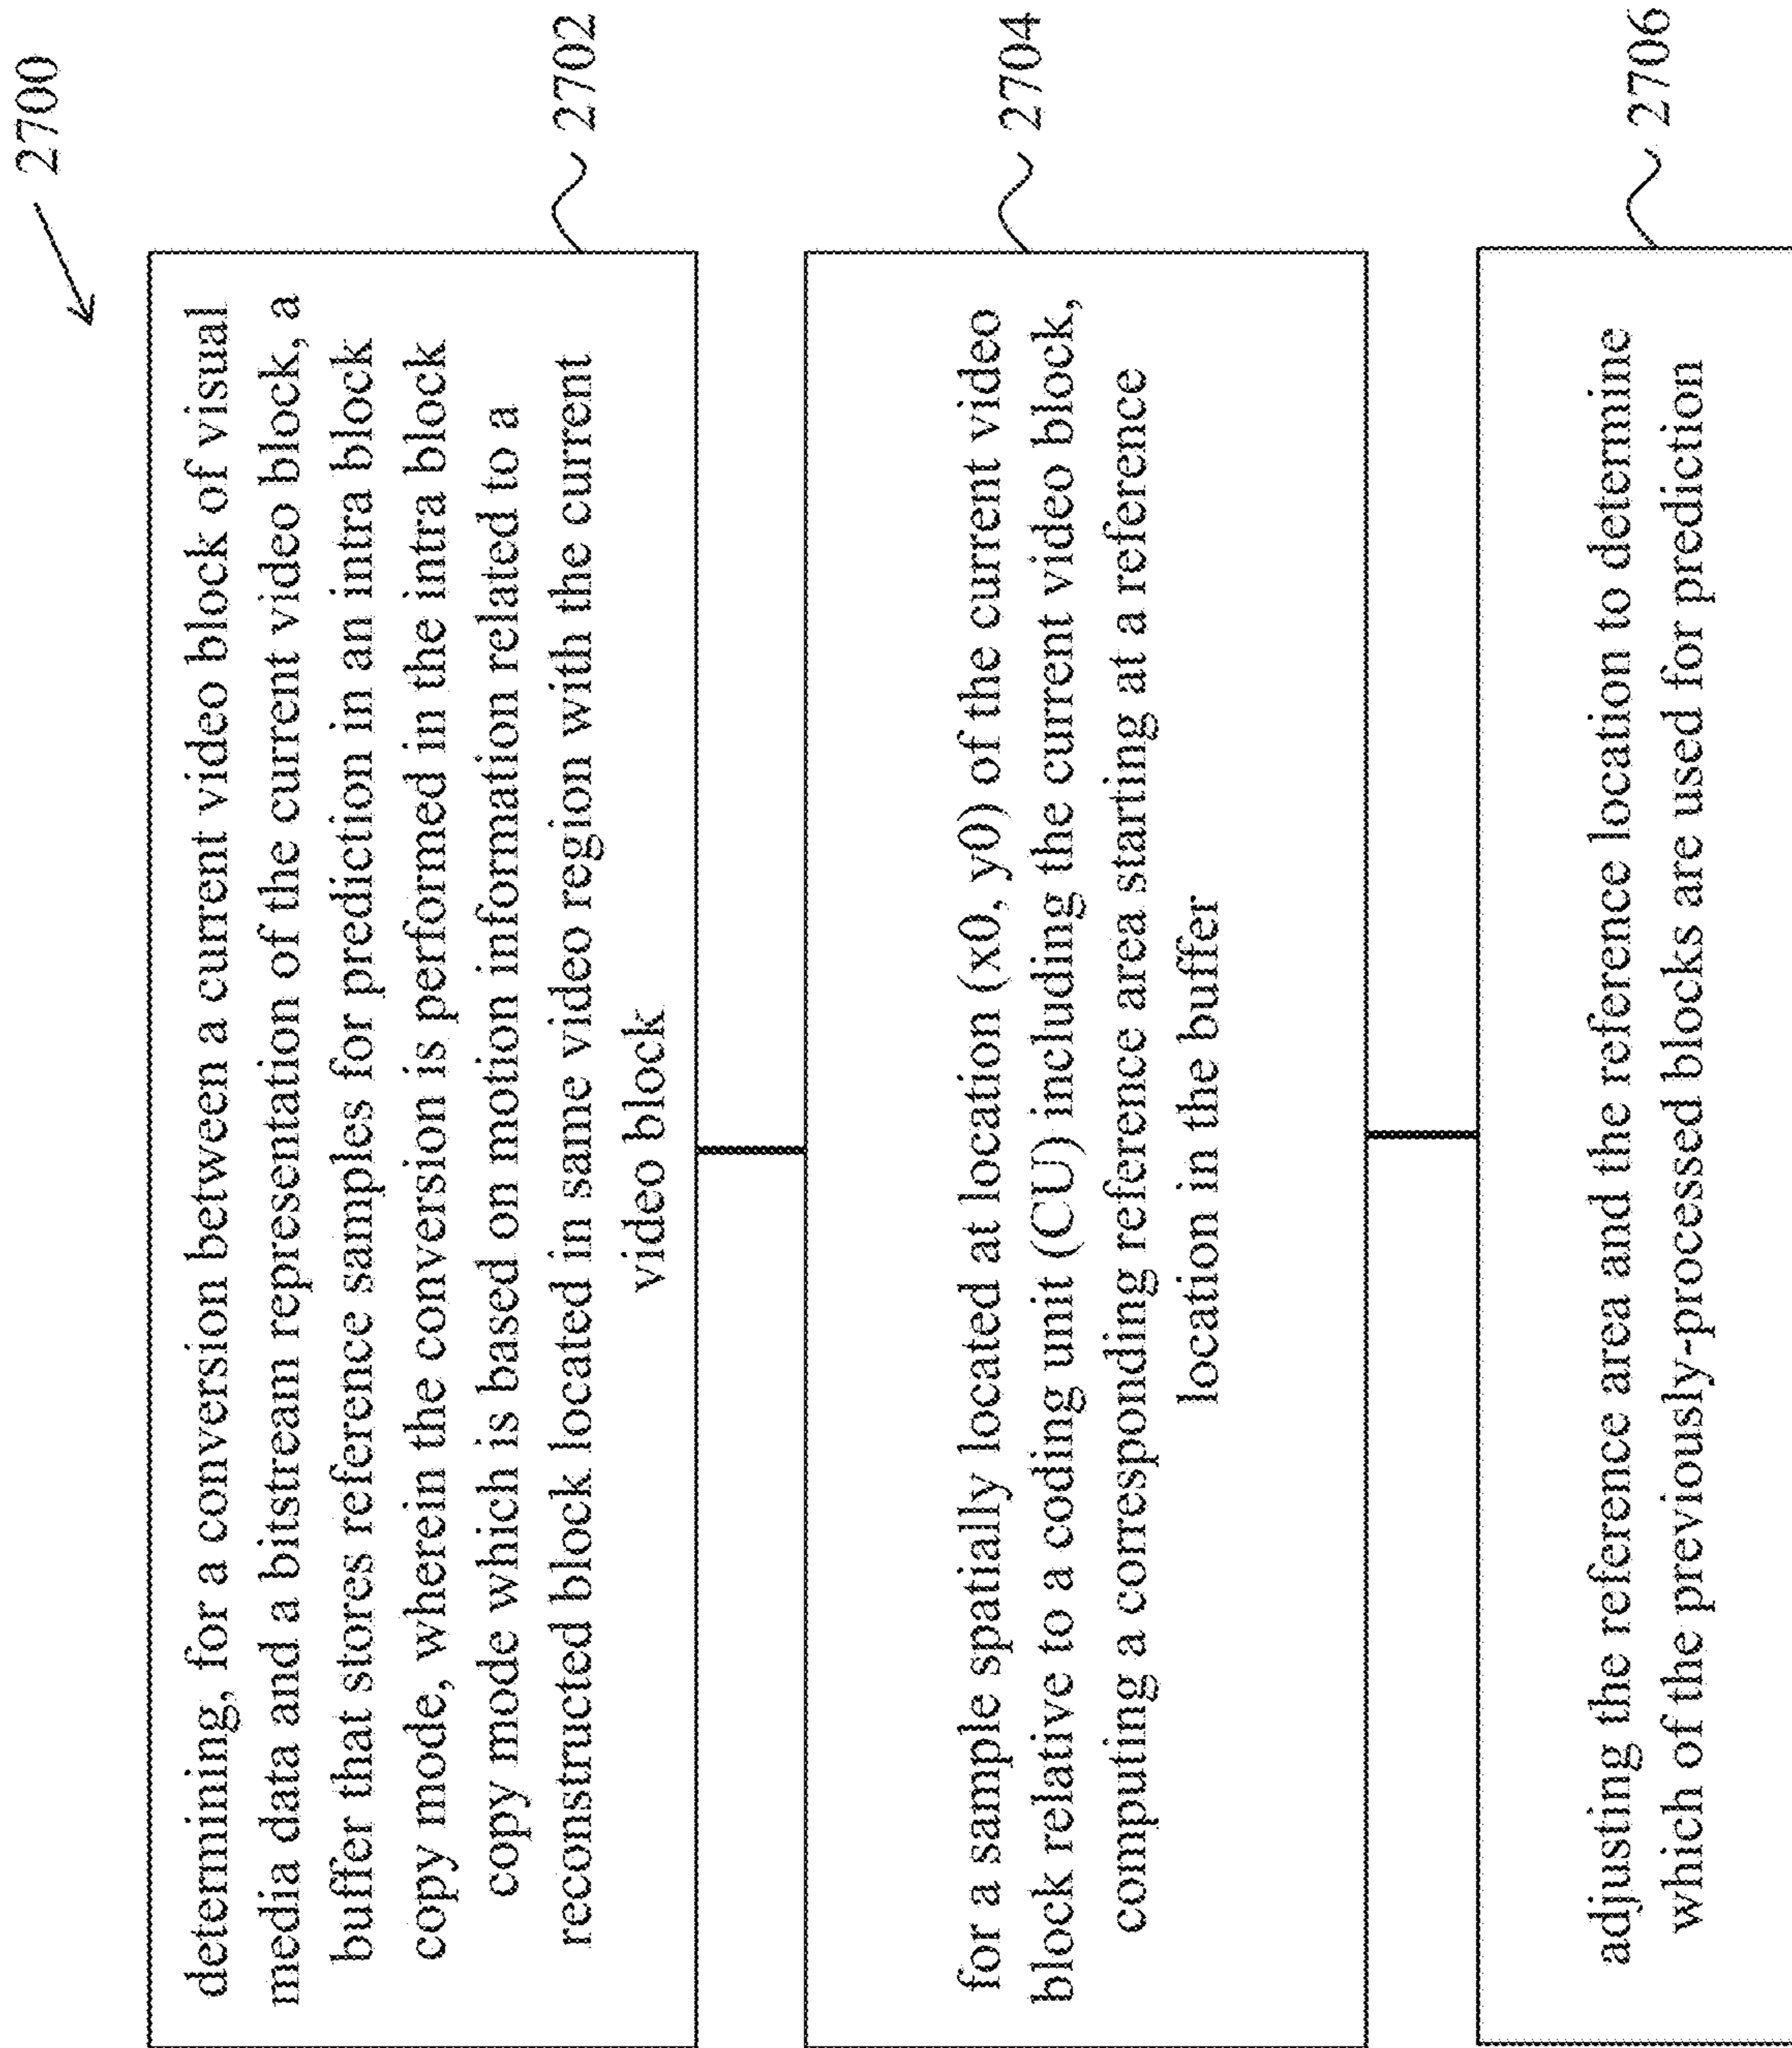 2700
determining, for a conversion between a current video block of visual
media data and a bitstream representation of the current video block, a
buffer that stores reference samples for prediction in an intra block
copy mode, wherein the conversion is performed in the intra block
copy mode which is based on motion information related to a
reconstructed block located in same video region with the current
video block
2702
for a sample spatially located at location (x0, y0) of the current video
block relative to a coding unit (CU) including the current video block,
computing a corresponding reference area starting at a reference
location in the buffer
2704
adjusting the reference area and the reference location to determine
which of the previously-processed blocks are used for prediction
2706